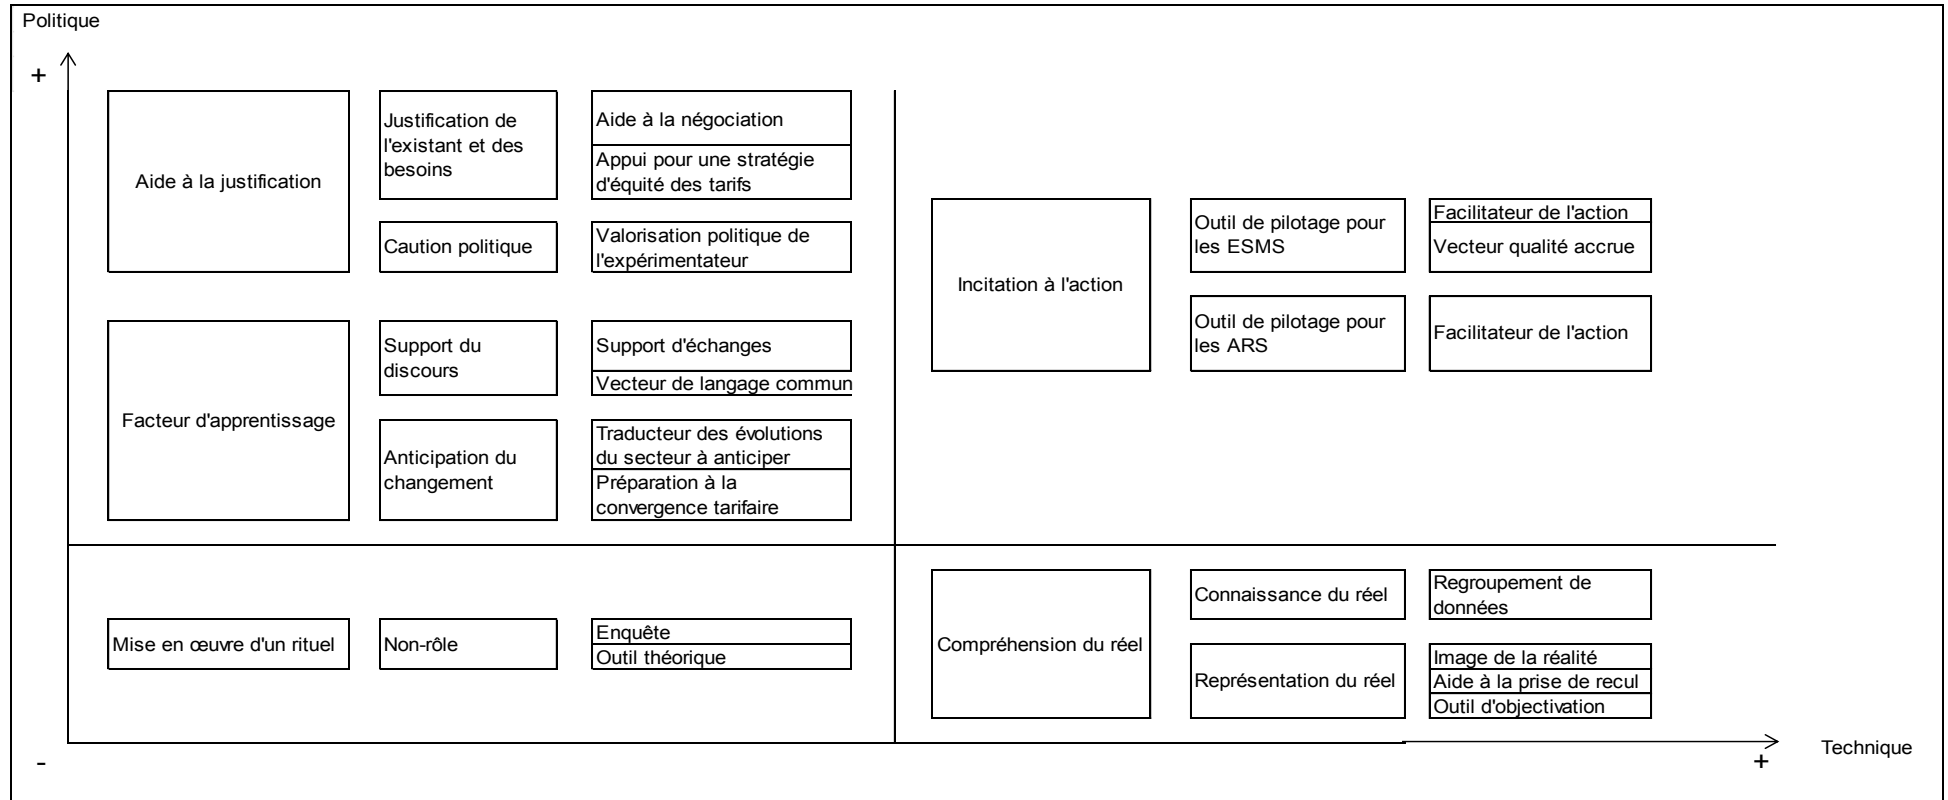 Politique
+
Aide à la justification
Justification de
l'existant et des
besoins
Aide à la négociation
Appui pour une stratégie
d'équité des tarifs
Caution politique
Valorisation politique de
l'expérimentateur
Facteur d'apprentissage
Support du
discours
Support d'échanges
Vecteur de langage commun
Anticipation du
changement
Traducteur des évolutions
du secteur à anticiper
Préparation à la
convergence tarifaire
Incitation à l'action
Outil de pilotage pour
les ESMS
Facilitateur de l'action
Vecteur qualité accrue
Outil de pilotage pour
les ARS
Facilitateur de l'action
Mise en œuvre d'un rituel
Non-rôle
Enquête
Outil théorique
Compréhension du réel
Connaissance du réel
Regroupement de
données
Représentation du réel
Image de la réalité
Aide à la prise de recul
Outil d'objectivation
-
+
Technique